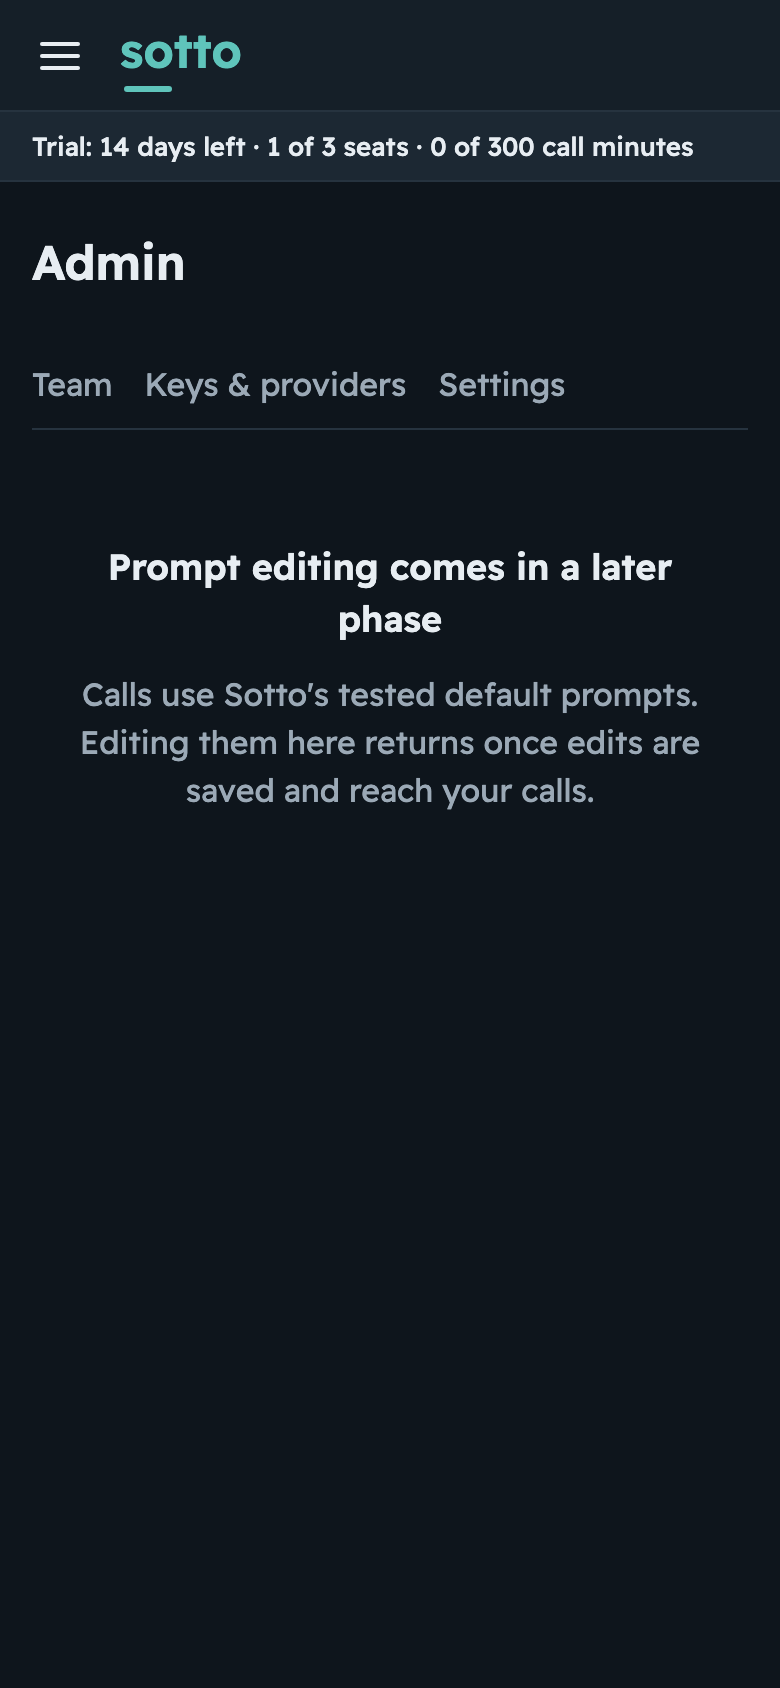 sotto
Trial: 14 days left · 1 of 3 seats · 0 of 300 call minutes
Admin
Team Keys & providers Settings
Prompt editing comes in a later
phase
Calls use Sotto's tested default prompts.
Editing them here returns once edits are
saved and reach your calls.